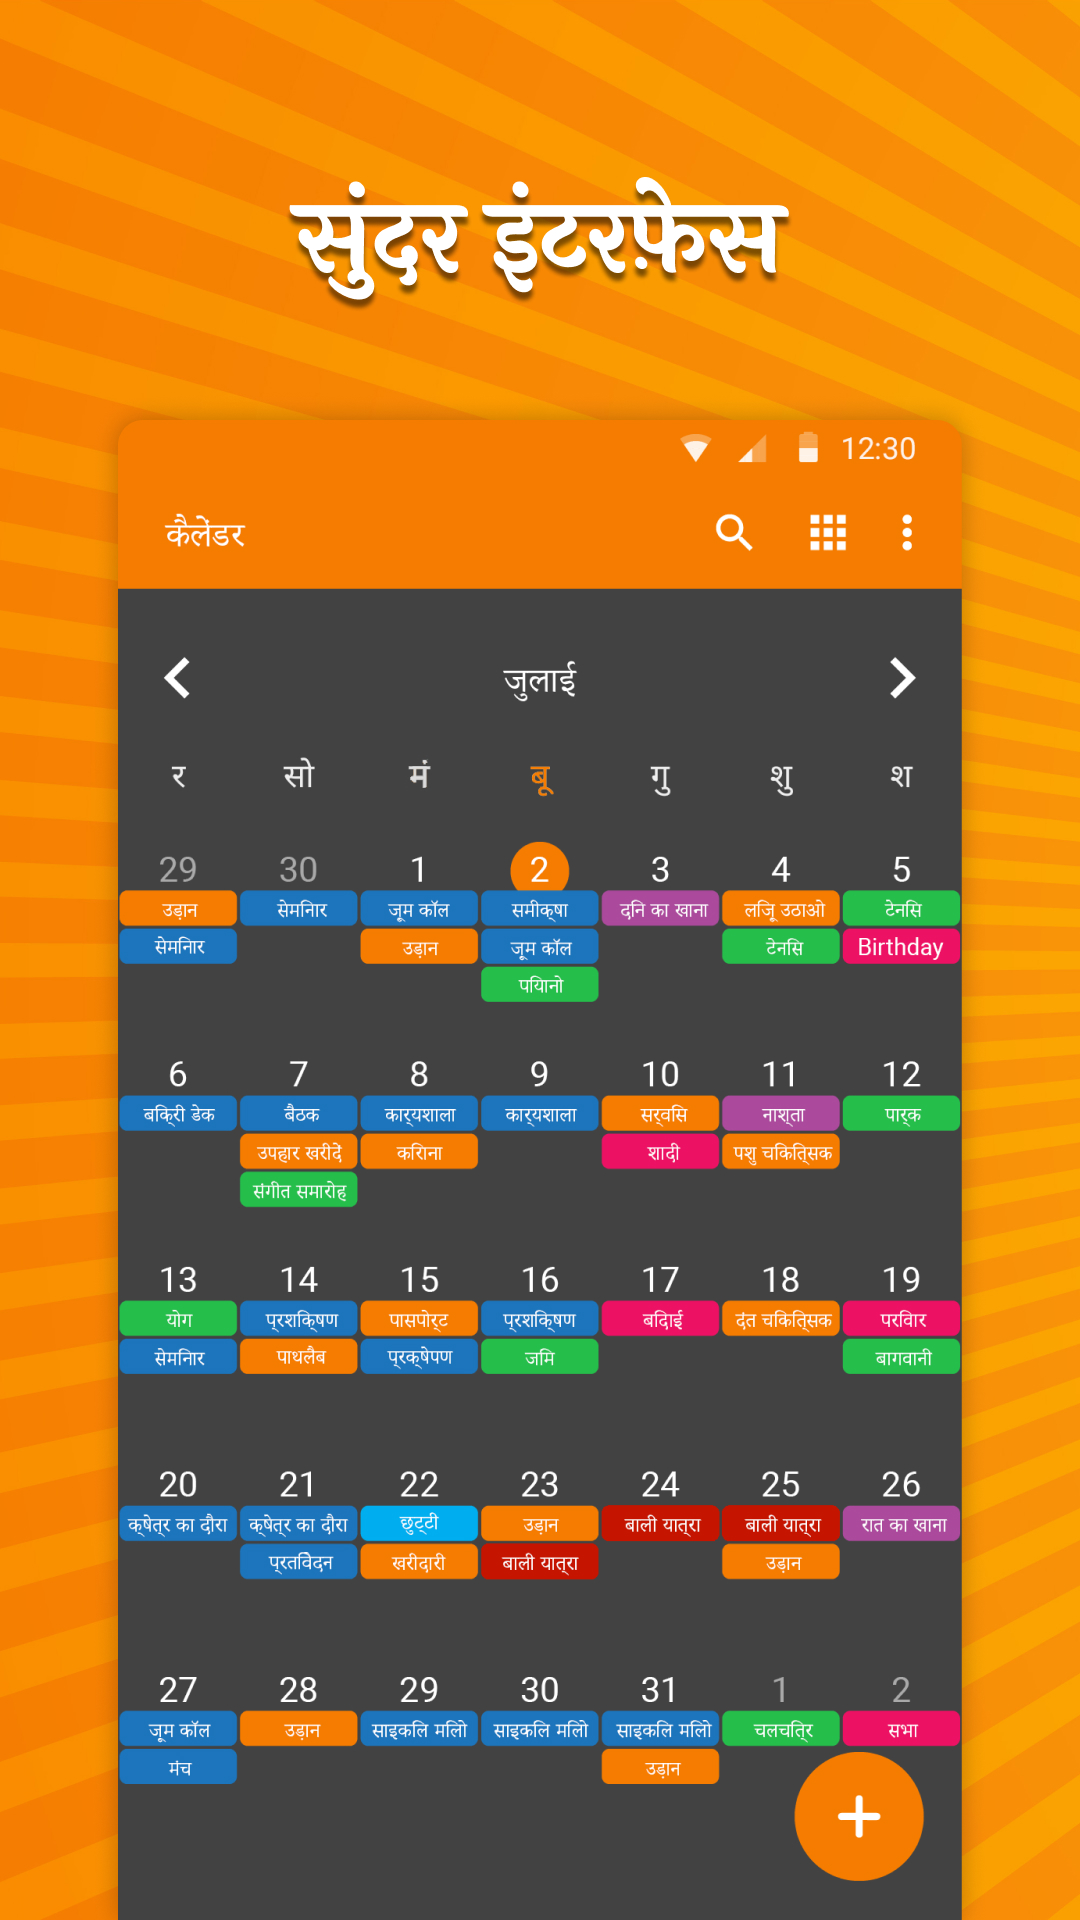 सुंदर इंटरफ़ेस
12:30
कैलेंडर
जुलाई
र सो मं बू गु शु श
29 30 1 2 3 4 5
उड़ान सेमिनार जूम कॉल समीक्षा दिन का खाना लाजि़ू उठाओ टेनिस
सेमिनार उड़ान जूम कॉल टेनिस Birthday
पियानो
6 7 8 9 10 11 12
बिक्री डेक बैठक कार्यशाला कार्यशाला सर्विस नाश्ता पार्क
उपहार खरीदें किराना शादी पशु चिकित्सक
संगीत समारोह
13 14 15 16 17 18 19
योग प्रशिक्षण पासपोर्ट प्रशिक्षण बिदाई दंत चिकित्सक परिवार
सेमिनार पाथलैब प्रक्षेपण जिम बागवानी
20 21 22 23 24 25 26
क्षेत्र का दौरा क्षेत्र का दौरा छुट्टी उड़ान बाली यात्रा बाली यात्रा रात का खाना
प्रतिवेदन खरीदारी बाली यात्रा उड़ान
27 28 29 30 31 1 2
जूम कॉल उड़ान साइकिल मिलो साइकिल मिलो साइकिल मिलो चलचित्र सभा
मंच उड़ान